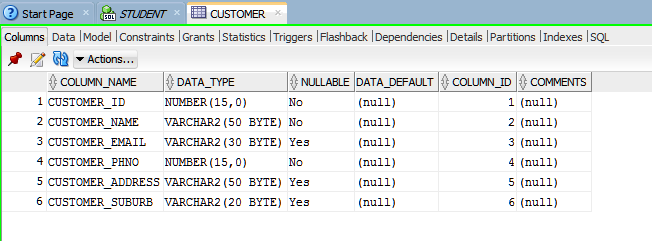 Start Page STUDENT CUSTOMER
Columns Data Model Constraints Grants Statistics Triggers Flashback Dependencies Details Partitions Indexes SQL
Actions...
COLUMN_NAME DATA_TYPE NULLABLE DATA_DEFAULT COLUMN_ID COMMENTS
1 CUSTOMER_ID NUMBER(15,0) No (null) 1 (null)
2 CUSTOMER_NAME VARCHAR2(50 BYTE) No (null) 2 (null)
3 CUSTOMER_EMAIL VARCHAR2(30 BYTE) Yes (null) 3 (null)
4 CUSTOMER_PHNO NUMBER(15,0) No (null) 4 (null)
5 CUSTOMER_ADDRESS VARCHAR2(50 BYTE) Yes (null) 5 (null)
6 CUSTOMER_SUBURB VARCHAR2(20 BYTE) Yes (null) 6 (null)